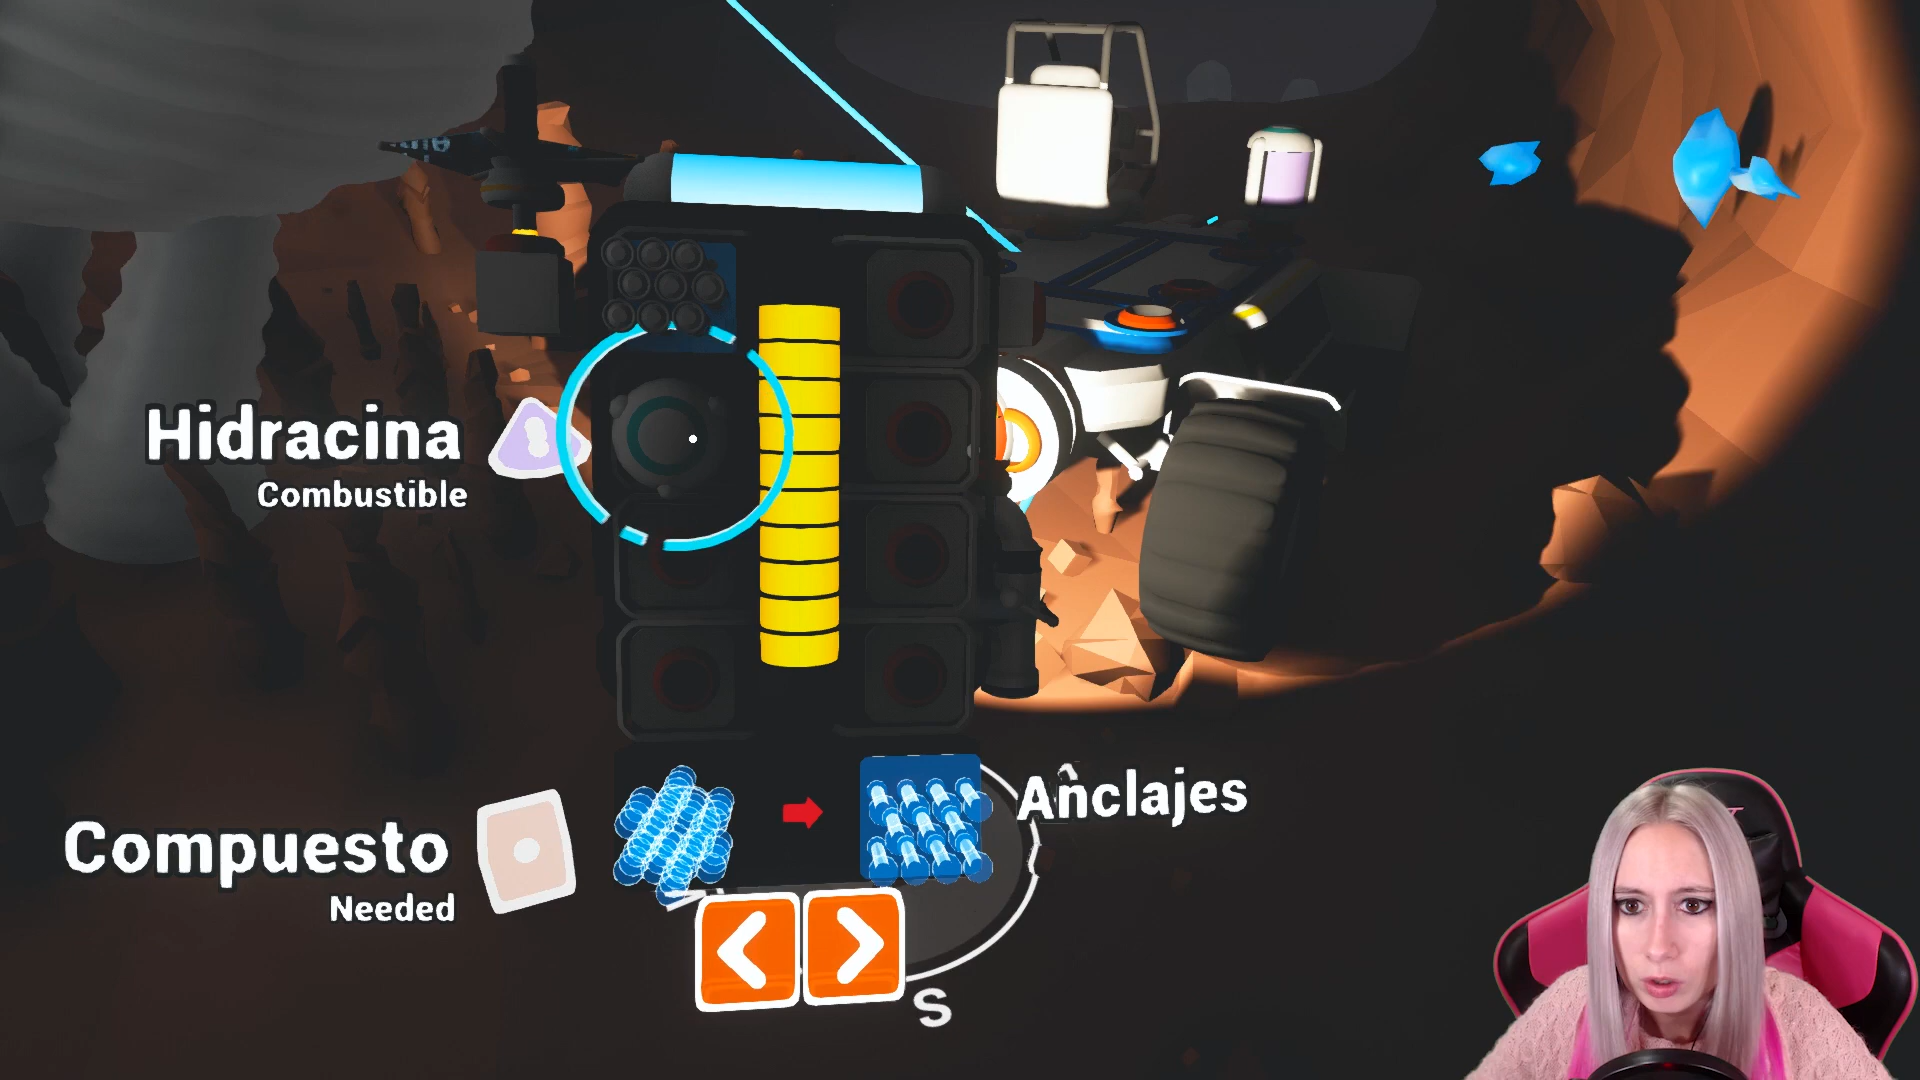 Hidracina
Combustible
Anclajes
Compuesto
Needed
S